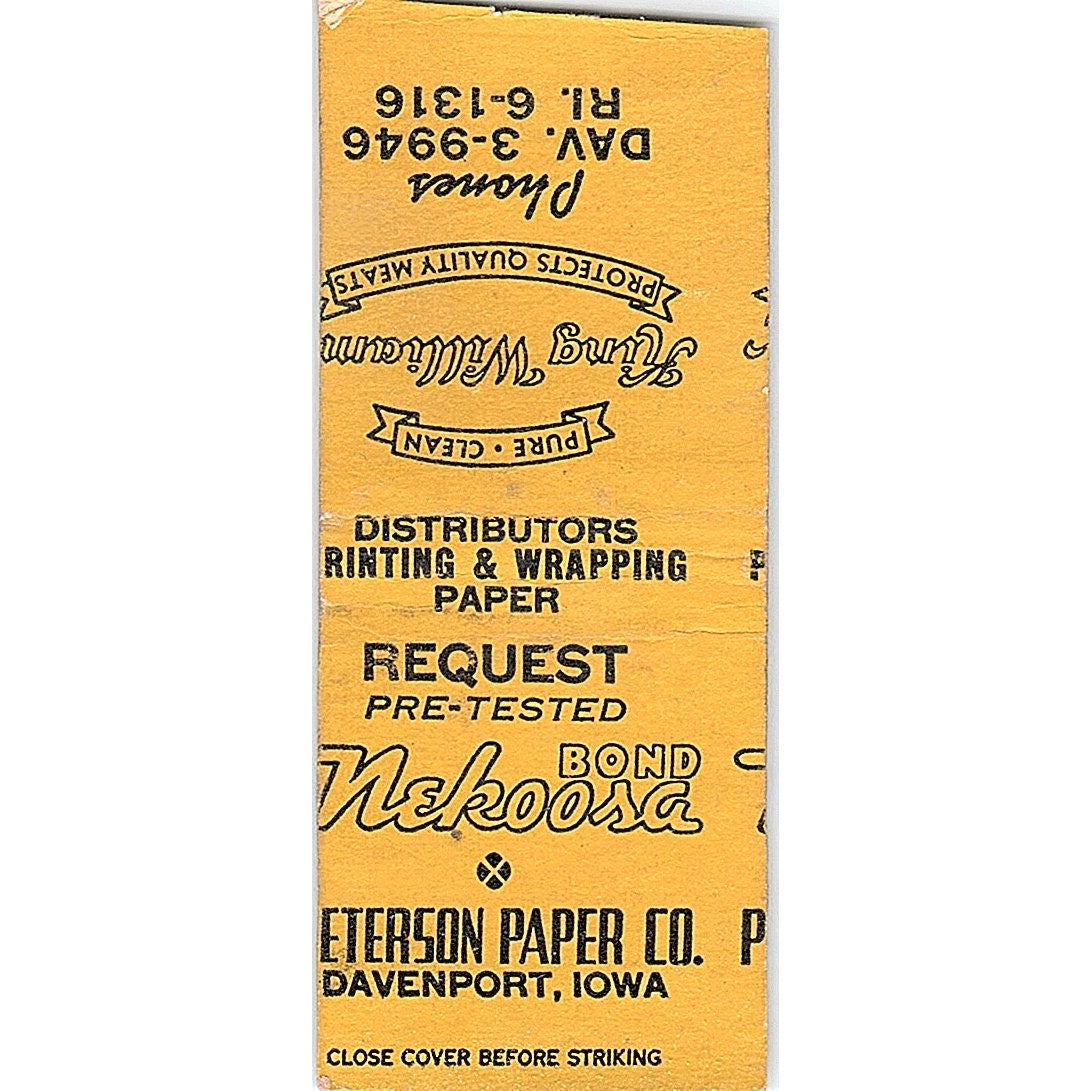 Phones
DAV. 3-9946
RI. 6-1316
PROTECTS QUALITY MEATS
King William
PURE • CLEAN
DISTRIBUTORS
RINTING & WRAPPING
PAPER
REQUEST
PRE-TESTED
Nekoosa BOND
ETERSON PAPER CO. P
DAVENPORT, IOWA
CLOSE COVER BEFORE STRIKING